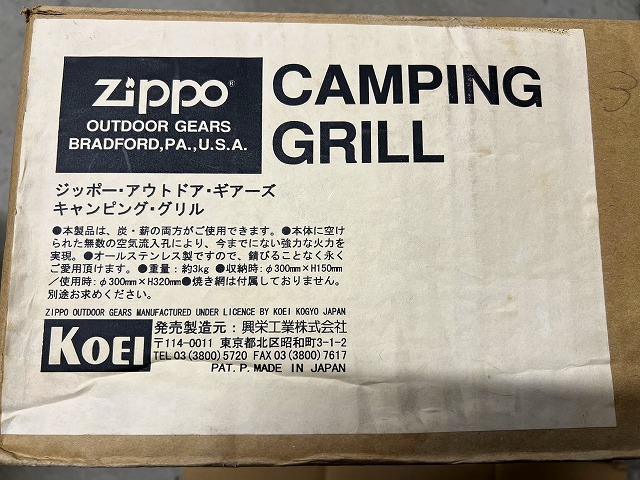 Zippo®
OUTDOOR GEARS
BRADFORD,PA.,U.S.A.
CAMPING
GRILL
ジッポー・アウトドア・ギアーズ
キャンピング・グリル
●本製品は、炭・薪の両方がご使用できます。●本体に空け
られた無数の空気流入孔により、今までにない強力な火力を
実現。●オールステンレス製ですので、錆びることなく永く
ご愛用頂けます。●重量：約3kg ●収納時：φ300mm×H150mm
／使用時：φ300mm×H320mm●焼き網は付属しておりません。
別途お求めください。
ZIPPO OUTDOOR GEARS MANUFACTURED UNDER LICENCE BY KOEI KOGYO JAPAN
KOEI
発売製造元：興栄工業株式会社
〒114-0011 東京都北区昭和町3-1-2
TEL 03(3800)5720 FAX 03(3800)7617
PAT. P. MADE IN JAPAN
3